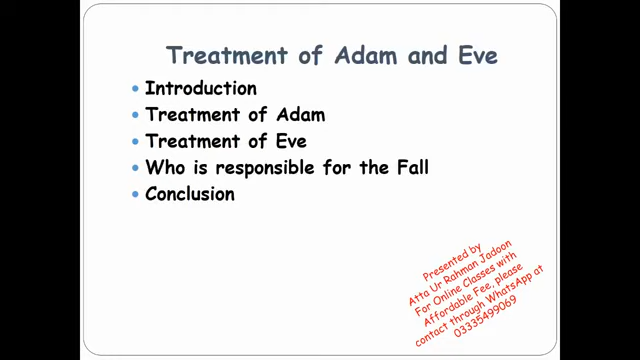 Treatment of Adam and Eve
Introduction
Treatment of Adam
Treatment of Eve
Who is responsible for the Fall
Conclusion
Presented by
Atta Ur Rahman Jadoon
For Online Classes with
Affordable Fee, please
contact through WhatsApp at
03335499069